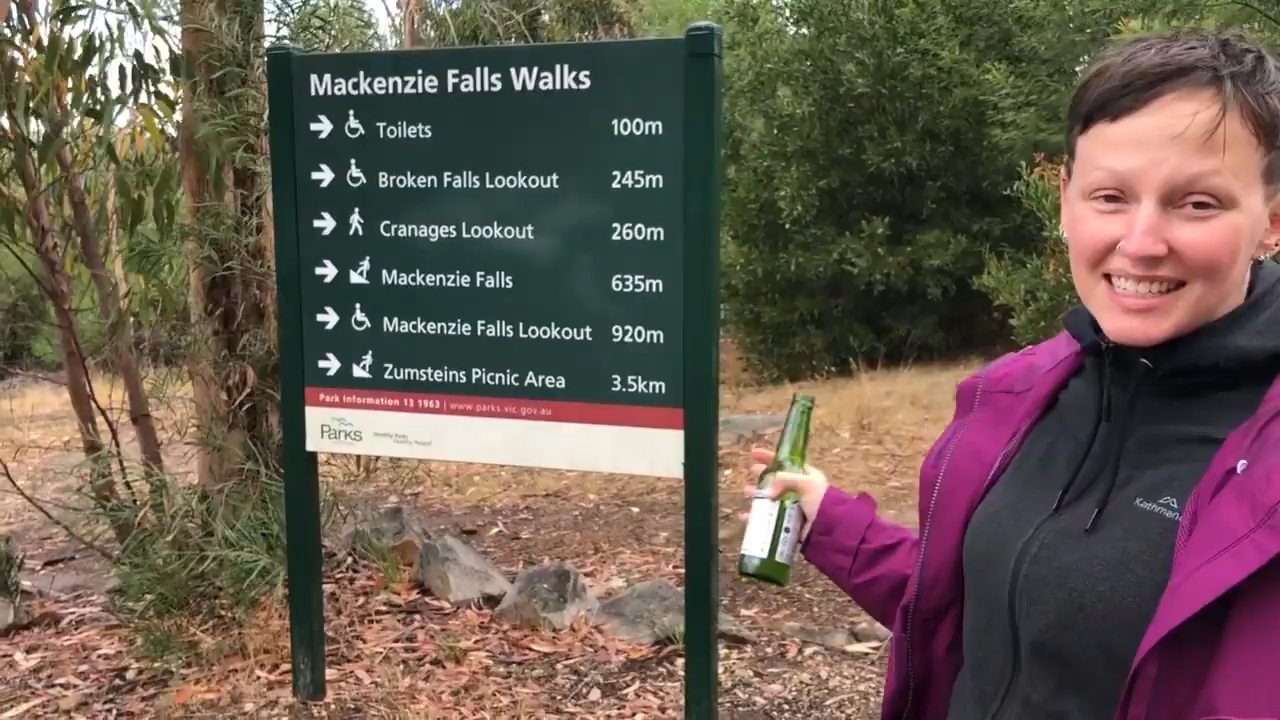 Mackenzie Falls Walks
Toilets 100m
Broken Falls Lookout 245m
Cranages Lookout 260m
Mackenzie Falls 635m
Mackenzie Falls Lookout 920m
Zumsteins Picnic Area 3.5km
Park Information 13 1963 | www.parks.vic.gov.au
Parks